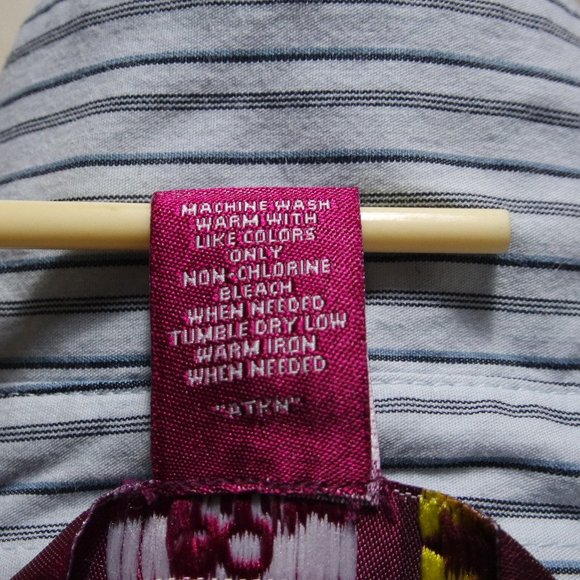 MACHINE WASH
WARM WITH
LIKE COLORS
ONLY
NON-CHLORINE
BLEACH
WHEN NEEDED
TUMBLE DRY LOW
WARM IRON
WHEN NEEDED
"ATKN"